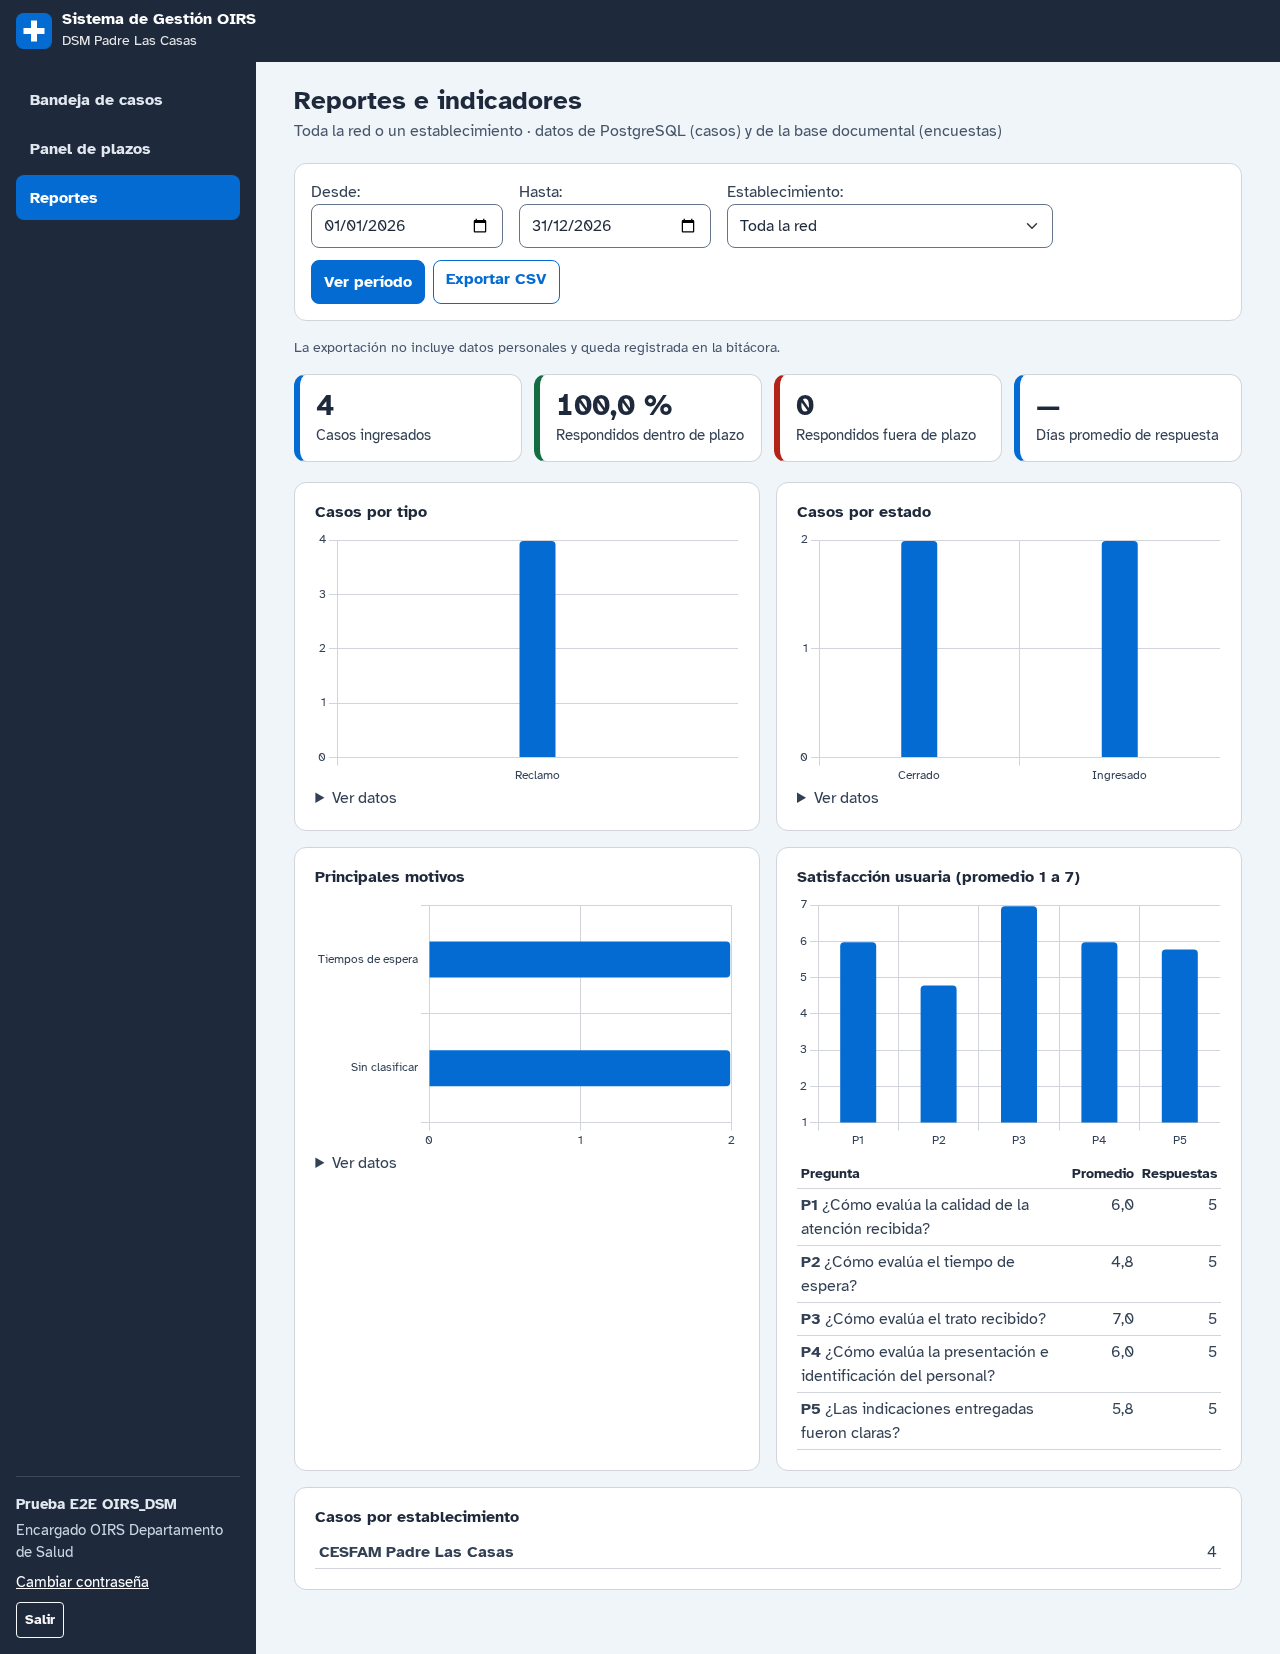 Sistema de Gestión OIRS
DSM Padre Las Casas
Bandeja de casos
Panel de plazos
Reportes
Prueba E2E OIRS_DSM
Encargado OIRS Departamento
de Salud
Cambiar contraseña
Salir
Reportes e indicadores
Toda la red o un establecimiento · datos de PostgreSQL (casos) y de la base documental (encuestas)
Desde:
01/01/2026
Hasta:
31/12/2026
Establecimiento:
Toda la red
Ver período
Exportar CSV
La exportación no incluye datos personales y queda registrada en la bitácora.
4
Casos ingresados
100,0 %
Respondidos dentro de plazo
0
Respondidos fuera de plazo
—
Días promedio de respuesta
Casos por tipo
4
3
2
1
0
Reclamo
Ver datos
Casos por estado
2
1
0
Cerrado Ingresado
Ver datos
Principales motivos
Tiempos de espera
Sin clasificar
0 1 2
Ver datos
Satisfacción usuaria (promedio 1 a 7)
7
6
5
4
3
2
1
P1 P2 P3 P4 P5
Pregunta Promedio Respuestas
P1 ¿Cómo evalúa la calidad de la 6,0 5
atención recibida?
P2 ¿Cómo evalúa el tiempo de 4,8 5
espera?
P3 ¿Cómo evalúa el trato recibido? 7,0 5
P4 ¿Cómo evalúa la presentación e 6,0 5
identificación del personal?
P5 ¿Las indicaciones entregadas 5,8 5
fueron claras?
Casos por establecimiento
CESFAM Padre Las Casas 4